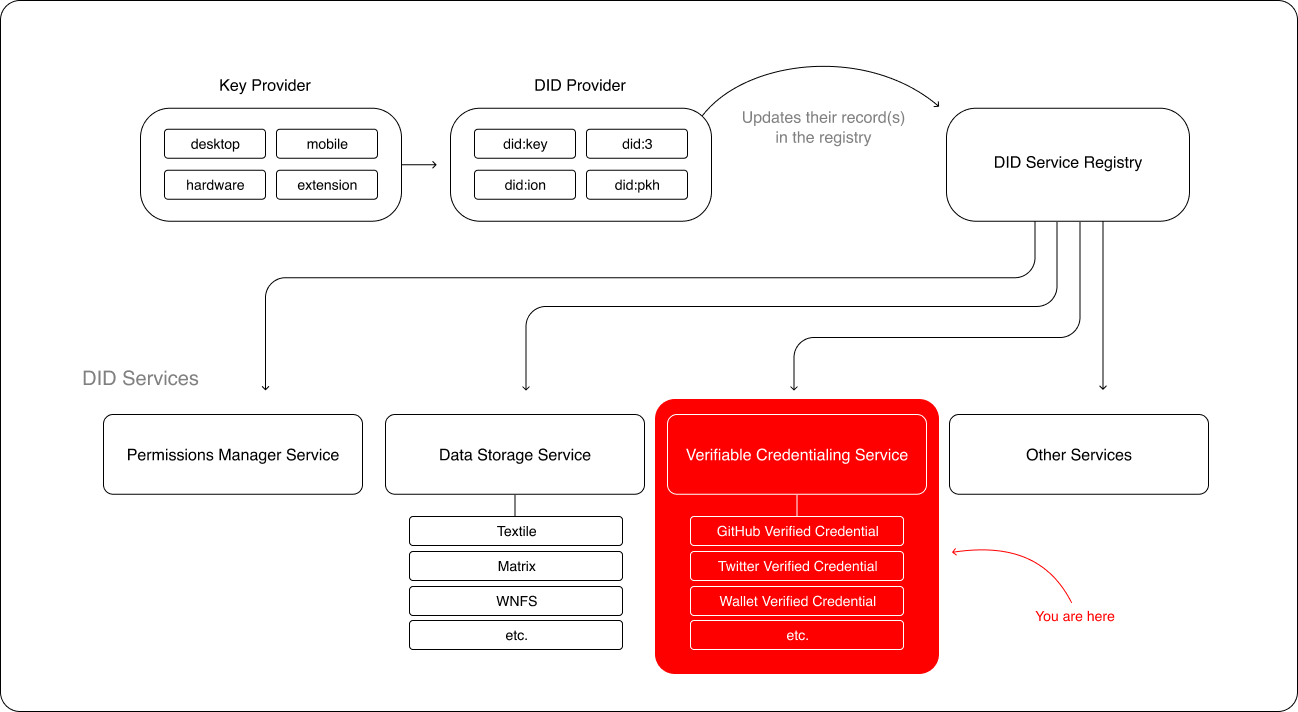 Key Provider
DID Provider
Updates their record(s)
in the registry
desktop
mobile
hardware
extension
did:key
did:3
did:ion
did:pkh
DID Service Registry
DID Services
Permissions Manager Service
Data Storage Service
Verifiable Credentialing Service
Other Services
Textile
Matrix
WNFS
etc.
GitHub Verified Credential
Twitter Verified Credential
Wallet Verified Credential
etc.
You are here